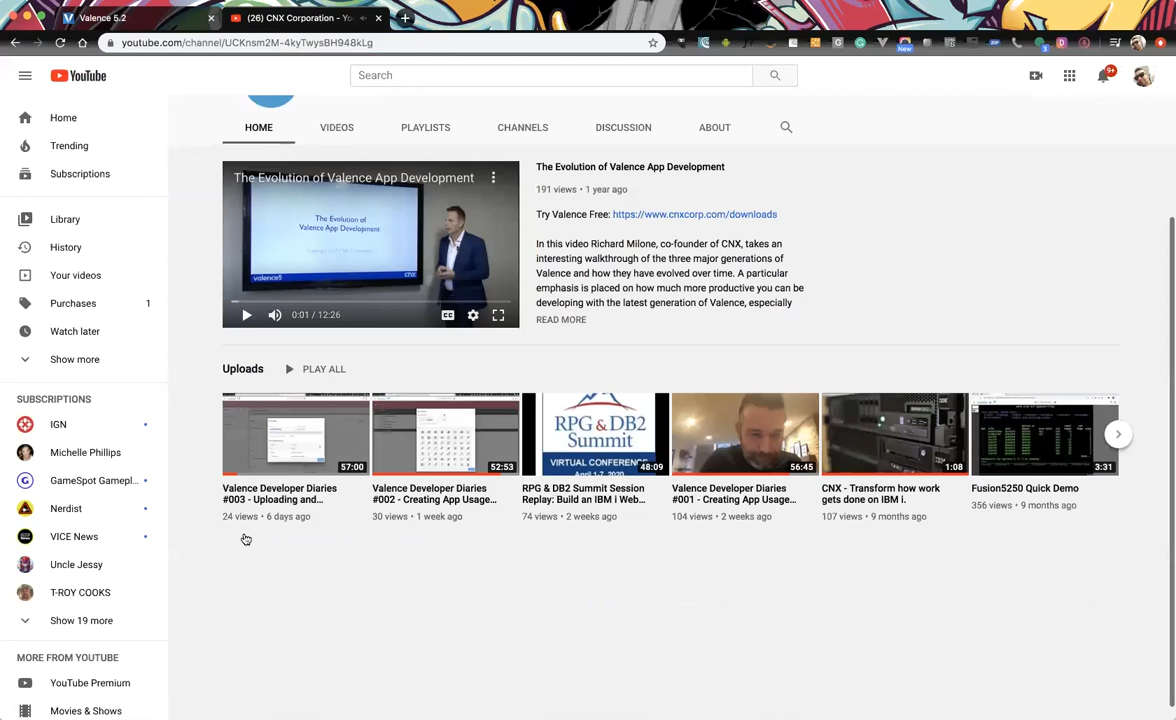 Valence 5.2
(26) CNX Corporation - Yo
youtube.com/channel/UCKnsm2M-4kyTwysBH948kLg
New
YouTube
Search
9+
Home
Trending
Subscriptions
Library
History
Your videos
Purchases 1
Watch later
Show more
SUBSCRIPTIONS
IGN
Michelle Phillips
GameSpot Gamepl...
Nerdist
VICE News
Uncle Jessy
T-ROY COOKS
Show 19 more
MORE FROM YOUTUBE
YouTube Premium
Movies & Shows
HOME VIDEOS PLAYLISTS CHANNELS DISCUSSION ABOUT
The Evolution of Valence App Development
The Evolution of
Valence App Development
valence5 CNX
0:01 / 12:26
The Evolution of Valence App Development
191 views • 1 year ago
Try Valence Free: https://www.cnxcorp.com/downloads
In this video Richard Milone, co-founder of CNX, takes an
interesting walkthrough of the three major generations of
Valence and how they have evolved over time. A particular
emphasis is placed on how much more productive you can be
developing with the latest generation of Valence, especially
READ MORE
Uploads PLAY ALL
57:00
Valence Developer Diaries
#003 - Uploading and...
24 views • 6 days ago
52:53
Valence Developer Diaries
#002 - Creating App Usage...
30 views • 1 week ago
RPG & DB2
Summit
VIRTUAL CONFERENCE
April 1-7, 2020
48:09
RPG & DB2 Summit Session
Replay: Build an IBM i Web...
74 views • 2 weeks ago
56:45
Valence Developer Diaries
#001 - Creating App Usage...
104 views • 2 weeks ago
1:08
CNX - Transform how work
gets done on IBM i.
107 views • 9 months ago
3:31
Fusion5250 Quick Demo
356 views • 9 months ago